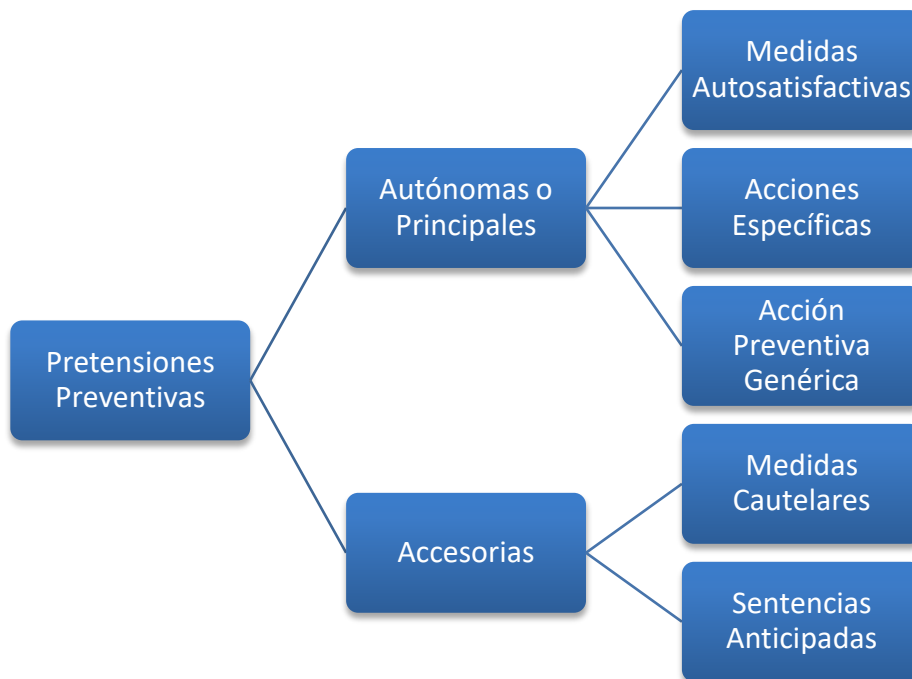 Pretensiones
Preventivas
Autónomas o
Principales
Medidas
Autosatisfactivas
Acciones
Específicas
Acción
Preventiva
Genérica
Accesorias
Medidas
Cautelares
Sentencias
Anticipadas